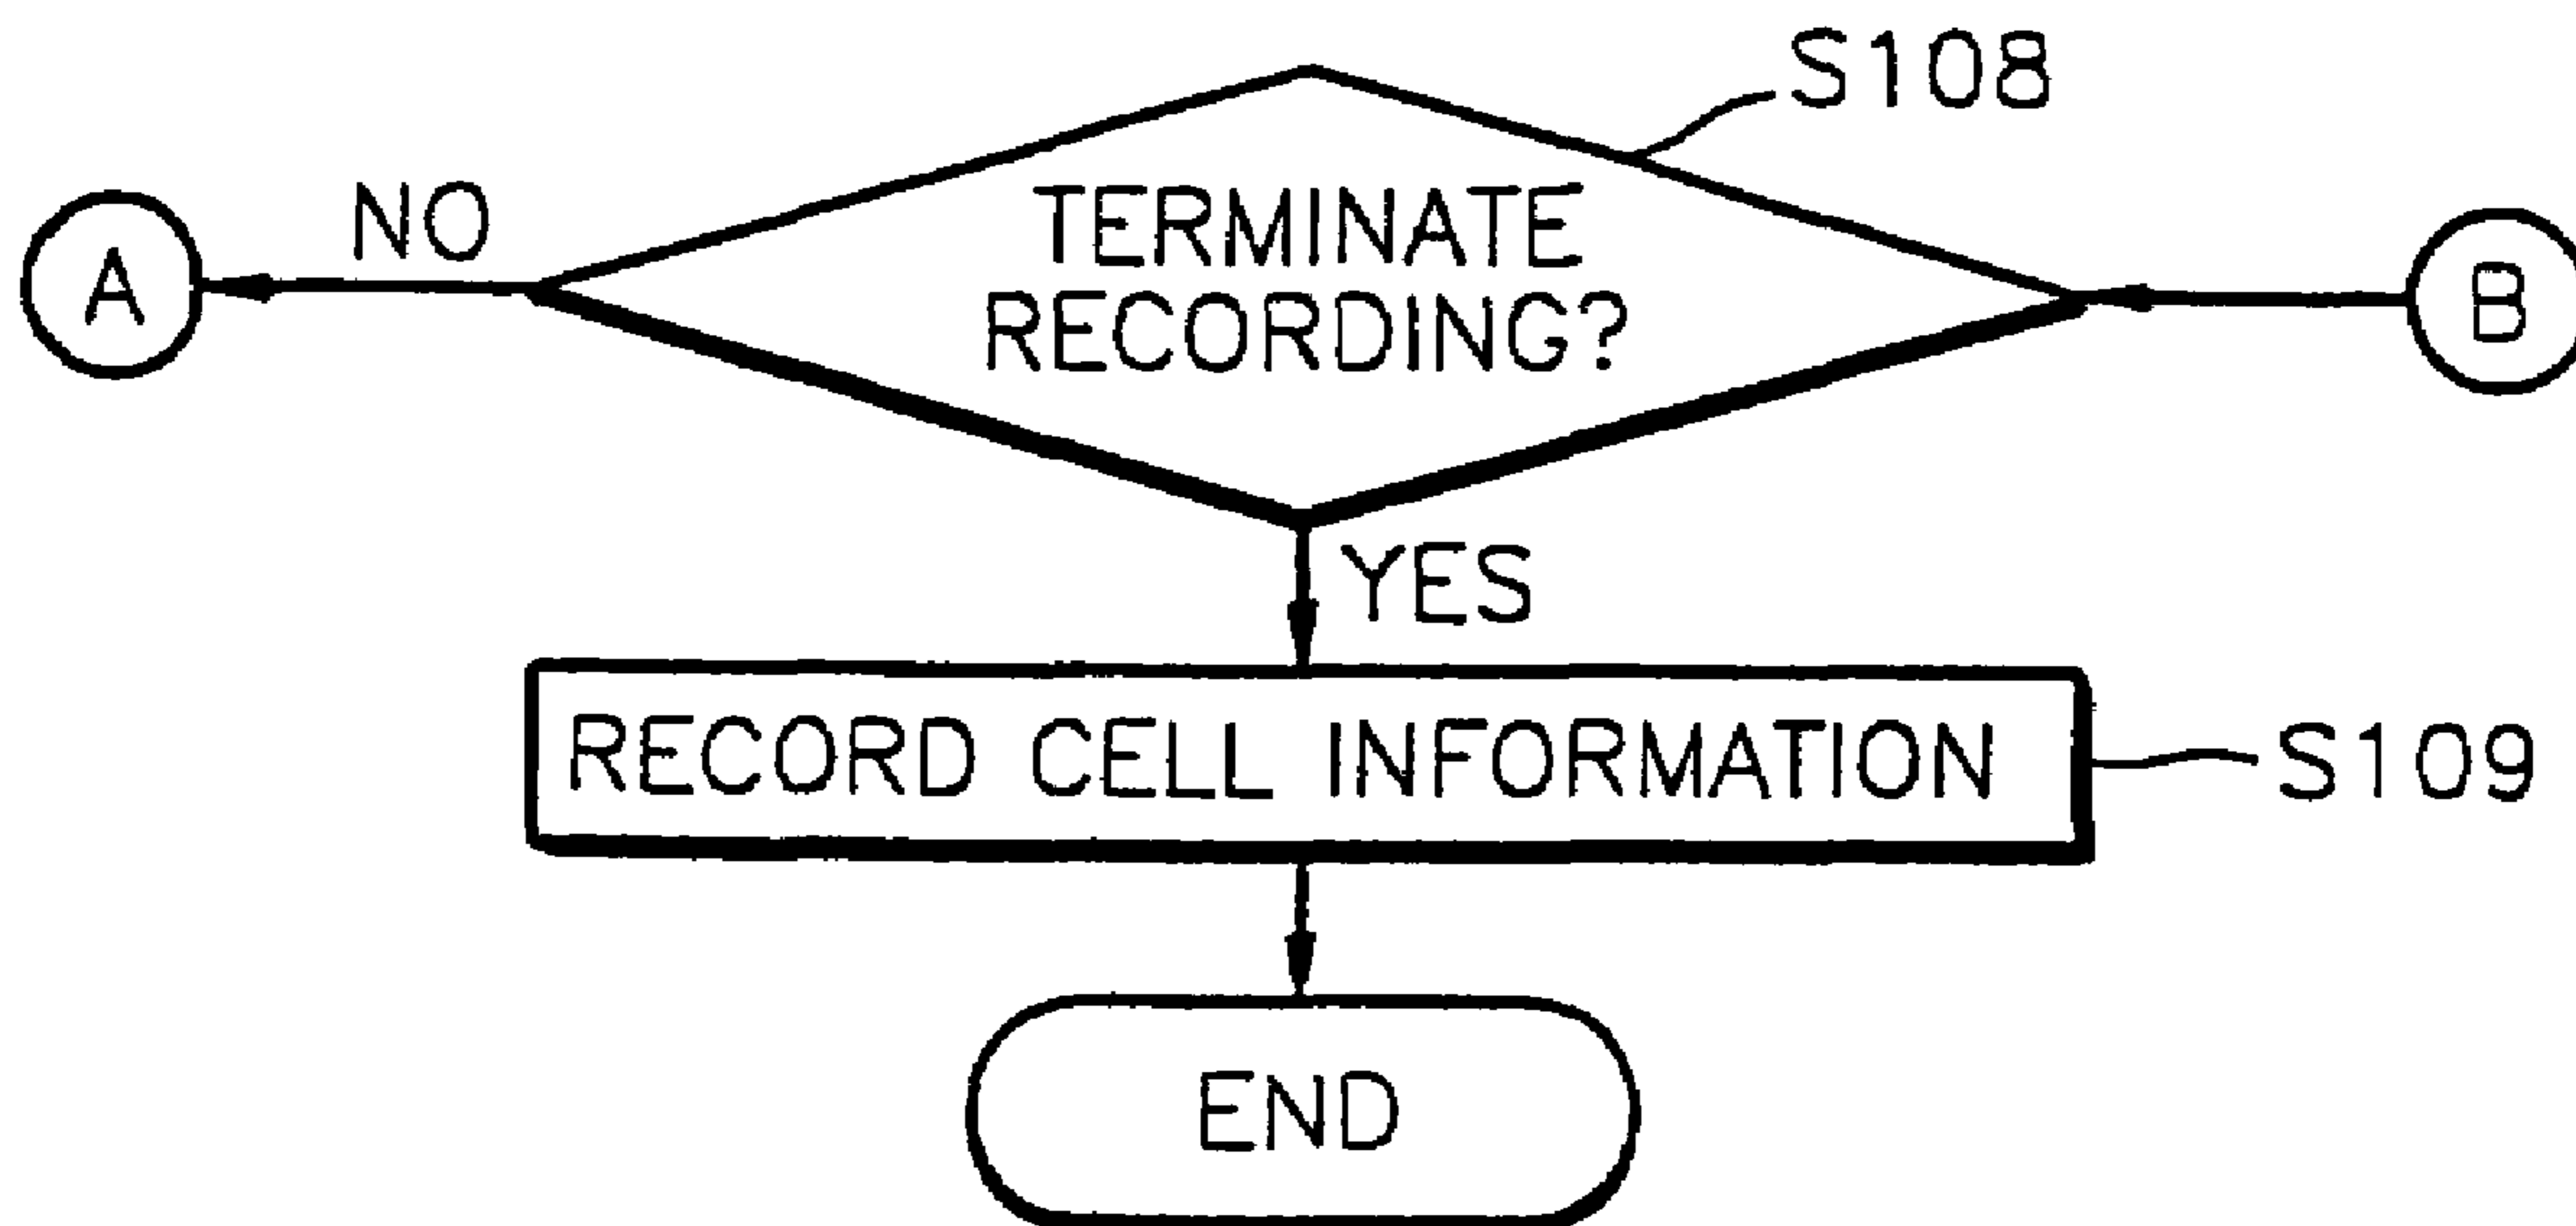 S108
NO
TERMINATE
RECORDING?
A
B
YES
RECORD CELL INFORMATION
S109
END